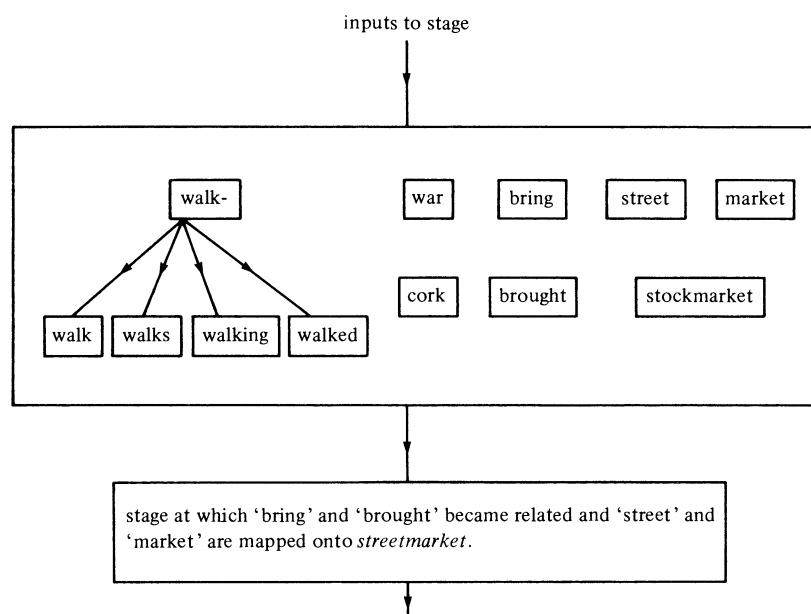 inputs to stage
walk- war bring street market
cork brought stockmarket
walk walks walking walked
stage at which ‘bring’ and ‘brought’ became related and ‘street’ and
‘market’ are mapped onto streetmarket.